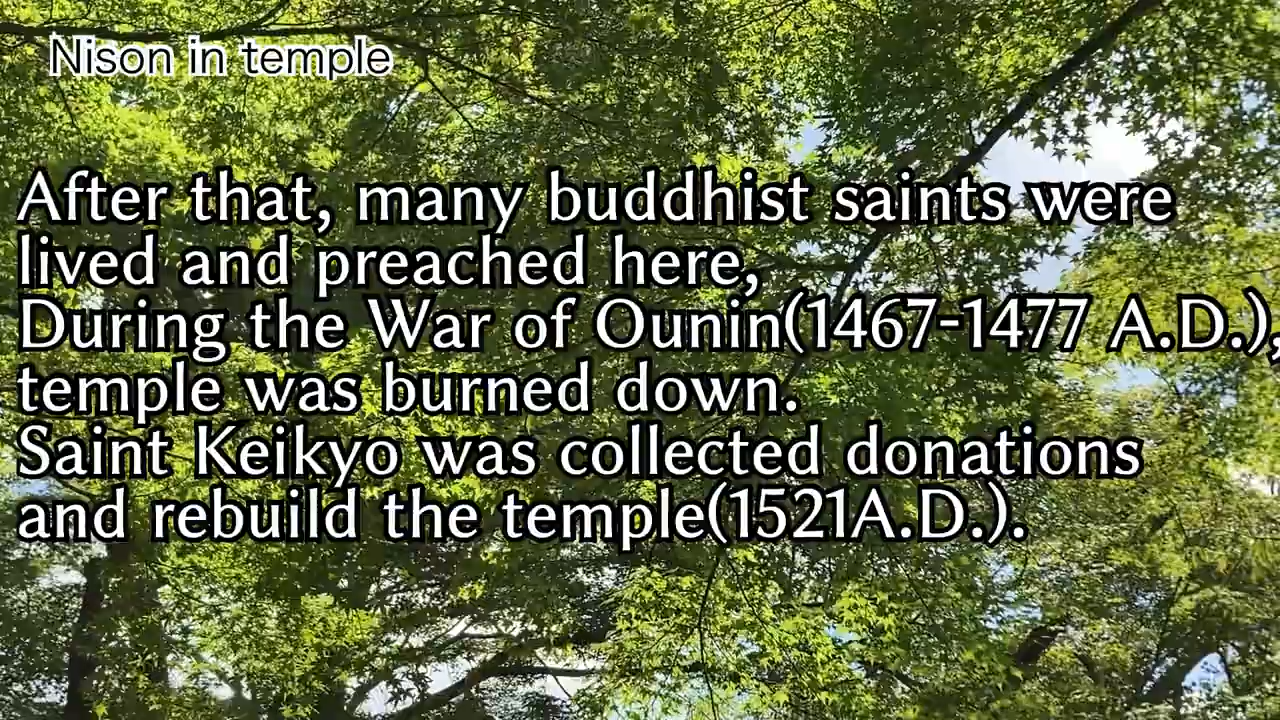 Nison in temple
After that, many buddhist saints were
lived and preached here,
During the War of Ounin(1467-1477 A.D.),
temple was burned down.
Saint Keikyo was collected donations
and rebuild the temple(1521A.D.).